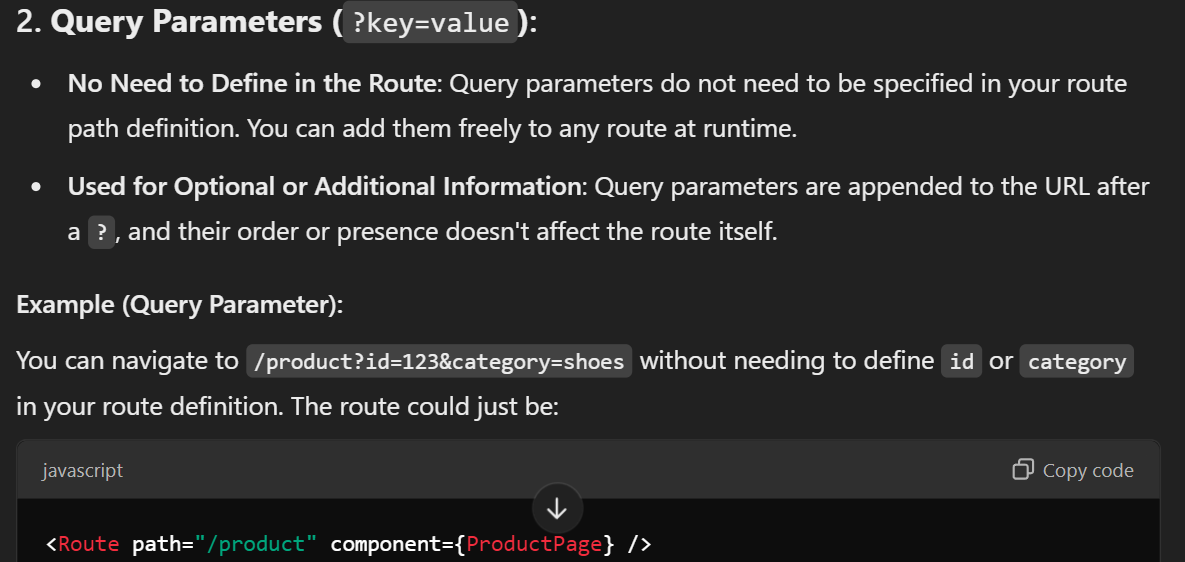 2. Query Parameters (?key=value):
• No Need to Define in the Route: Query parameters do not need to be specified in your route
path definition. You can add them freely to any route at runtime.
• Used for Optional or Additional Information: Query parameters are appended to the URL after
a ?, and their order or presence doesn't affect the route itself.
Example (Query Parameter):
You can navigate to /product?id=123&category=shoes without needing to define id or category
in your route definition. The route could just be:
javascript Copy code
<Route path="/product" component={ProductPage} />